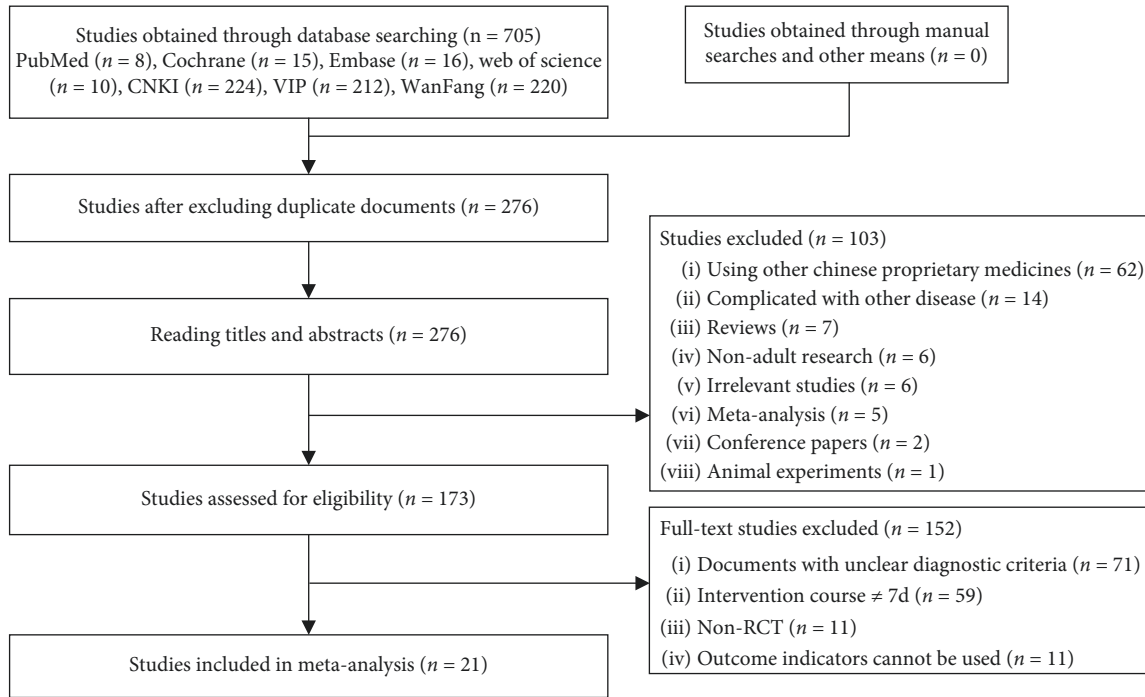 Studies obtained through database searching (n = 705)
PubMed (n = 8), Cochrane (n = 15), Embase (n = 16), web of science
(n = 10), CNKI (n = 224), VIP (n = 212), WanFang (n = 220)
Studies obtained through manual
searches and other means (n = 0)
Studies after excluding duplicate documents (n = 276)
Reading titles and abstracts (n = 276)
Studies excluded (n = 103)
(i) Using other chinese proprietary medicines (n = 62)
(ii) Complicated with other disease (n = 14)
(iii) Reviews (n = 7)
(iv) Non-adult research (n = 6)
(v) Irrelevant studies (n = 6)
(vi) Meta-analysis (n = 5)
(vii) Conference papers (n = 2)
(viii) Animal experiments (n = 1)
Studies assessed for eligibility (n = 173)
Full-text studies excluded (n = 152)
(i) Documents with unclear diagnostic criteria (n = 71)
(ii) Intervention course ≠ 7d (n = 59)
(iii) Non-RCT (n = 11)
(iv) Outcome indicators cannot be used (n = 11)
Studies included in meta-analysis (n = 21)